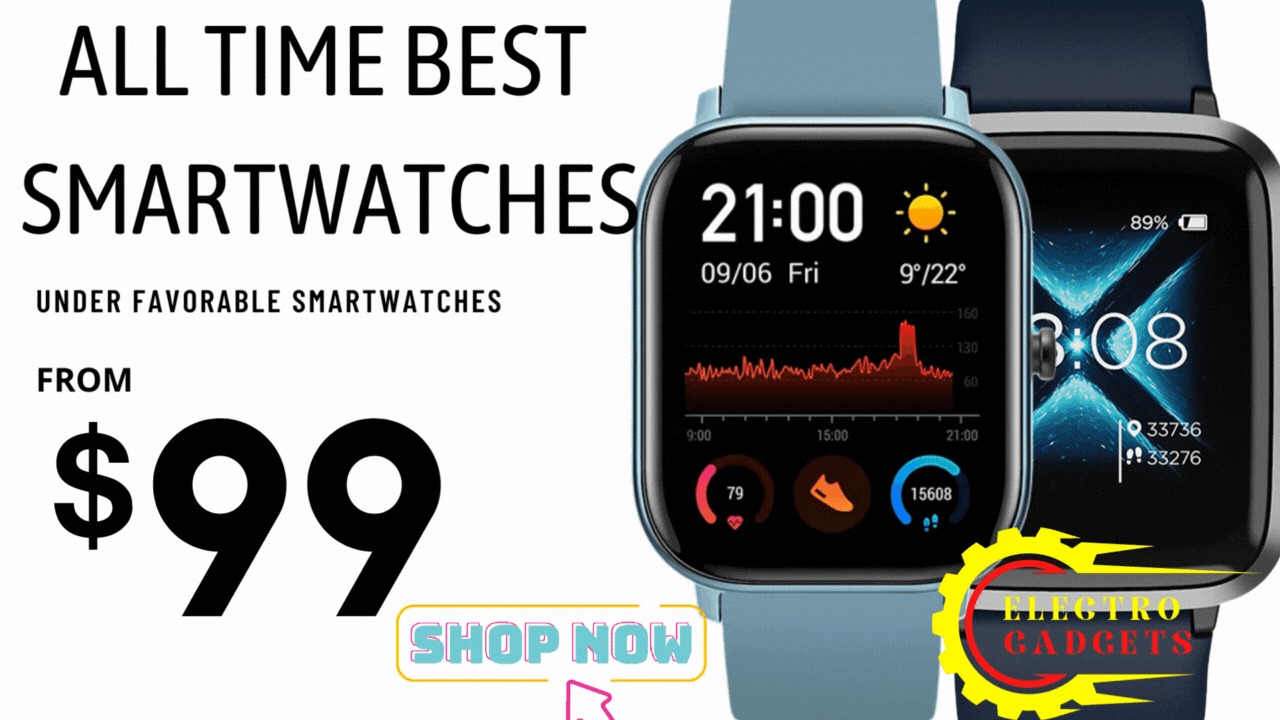 ALL TIME BEST
SMARTWATCHES
UNDER FAVORABLE SMARTWATCHES
FROM
$99
SHOP NOW
21:00
09/06 Fri
9°/22°
160
130
60
9:00 15:00 21:00
79
15608
89%
:08
33736
33276
ELECTRO
GADGETS